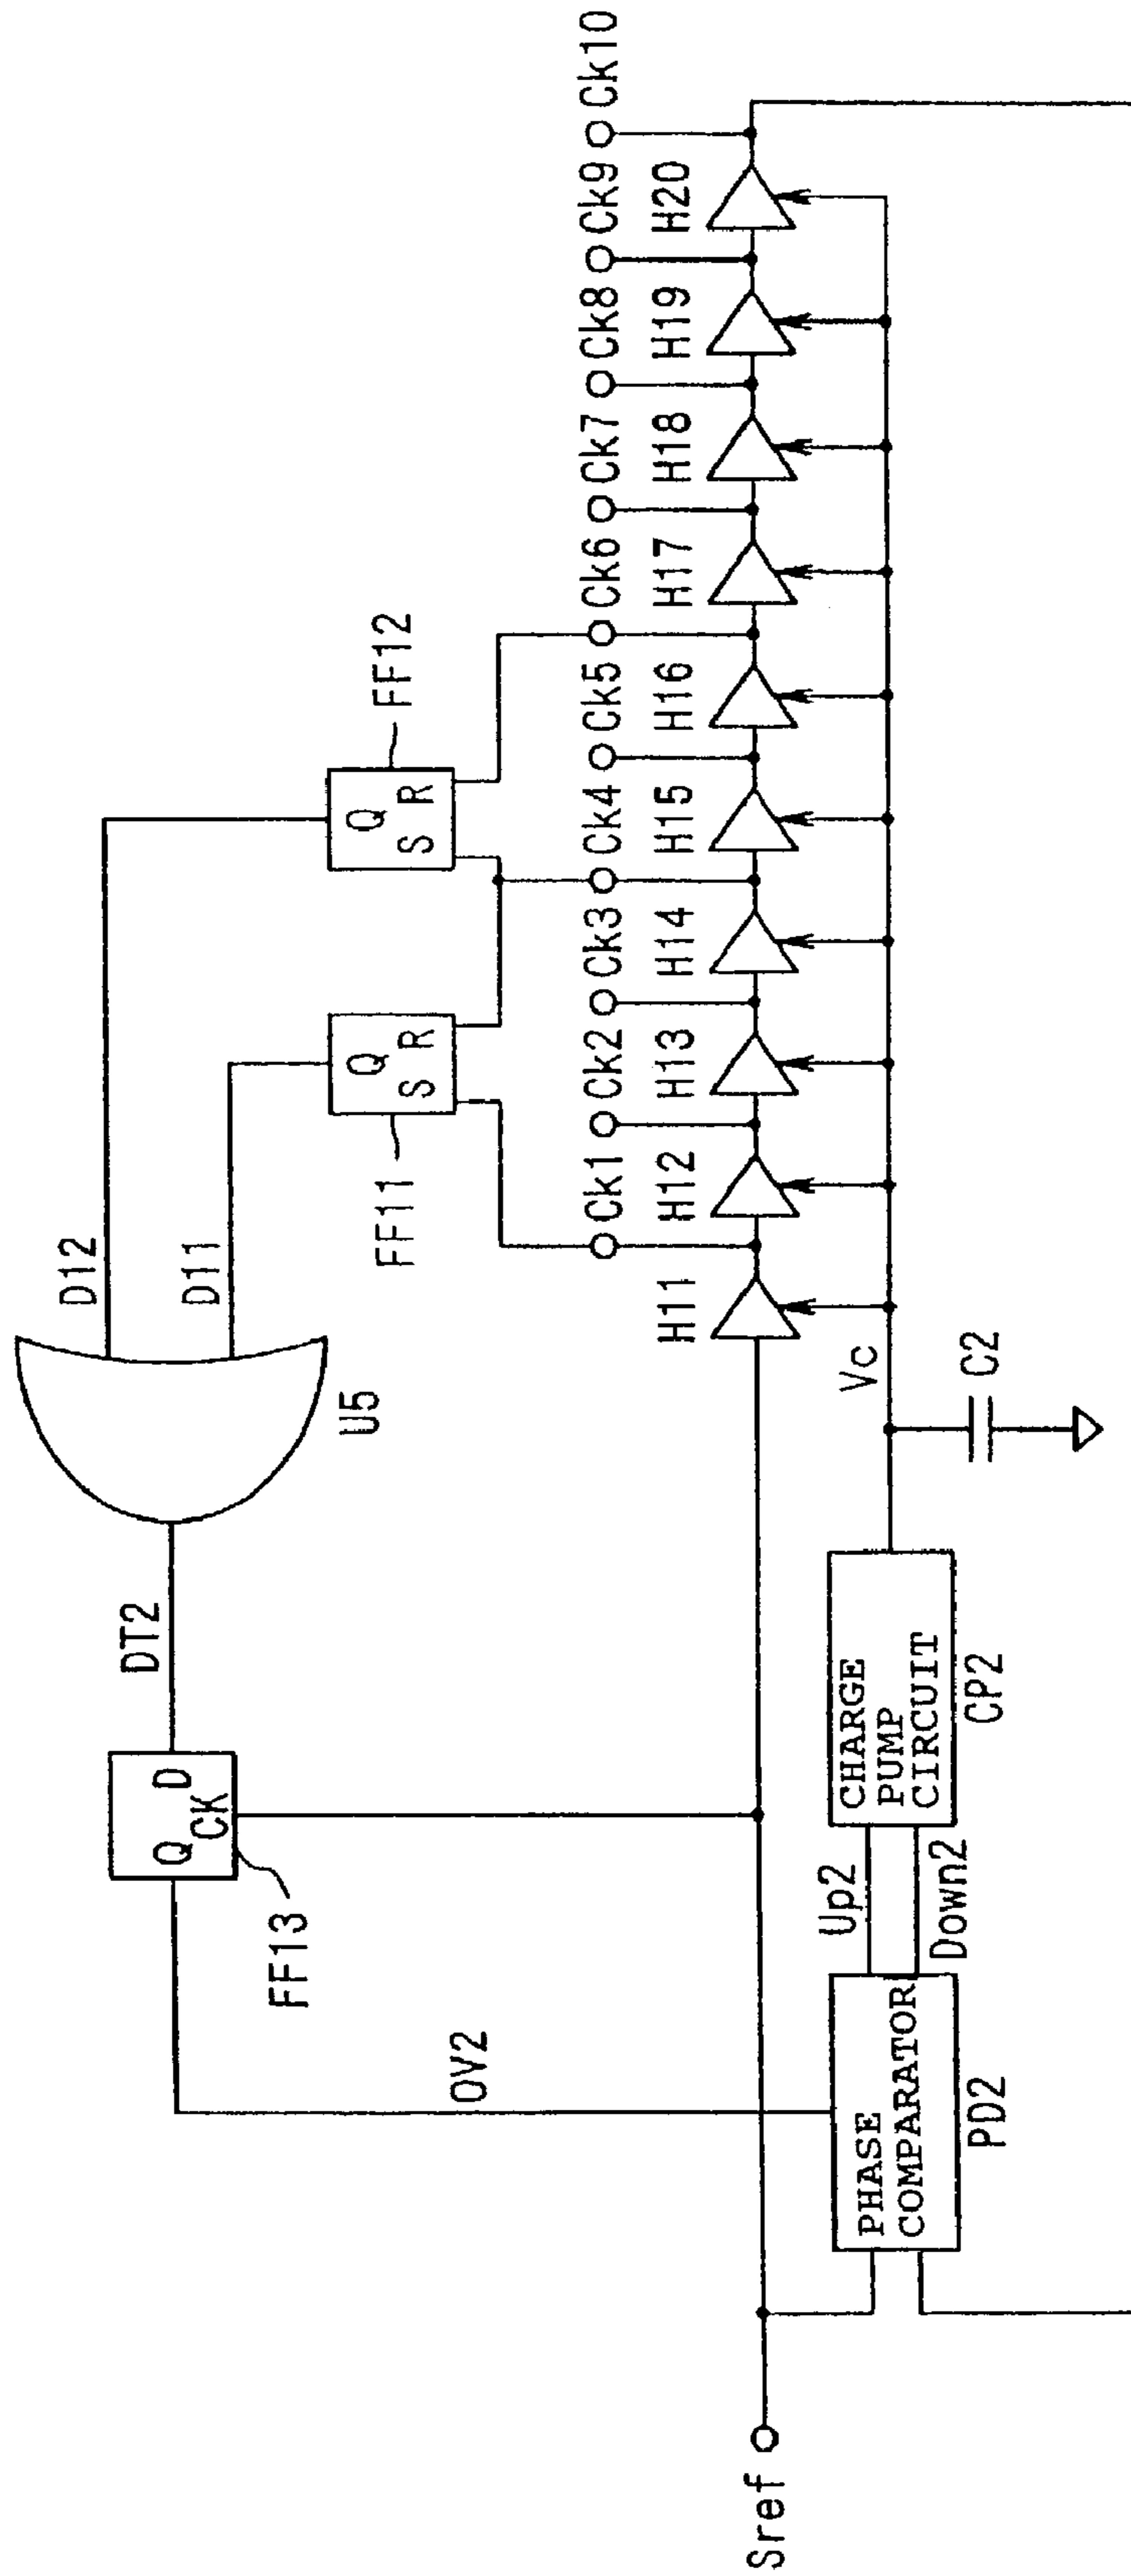 Sref
OV2
FF13
Q
D
CK
DT2
U5
D12
D11
FF11
Q
S
R
FF12
Q
S
R
Ck1
Ck2
Ck3
Ck4
Ck5
Ck6
Ck7
Ck8
Ck9
Ck10
H11
H12
H13
H14
H15
H16
H17
H18
H19
H20
PHASE
COMPARATOR
PD2
Up2
Down2
CHARGE
PUMP
CIRCUIT
CP2
Vc
C2